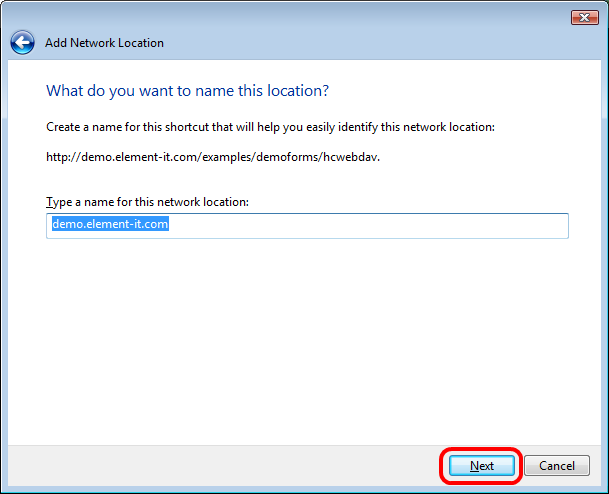 Add Network Location
What do you want to name this location?
Create a name for this shortcut that will help you easily identify this network location:
http://demo.element-it.com/examples/demoforms/hcwebdav.
Type a name for this network location:
demo.element-it.com
Next
Cancel